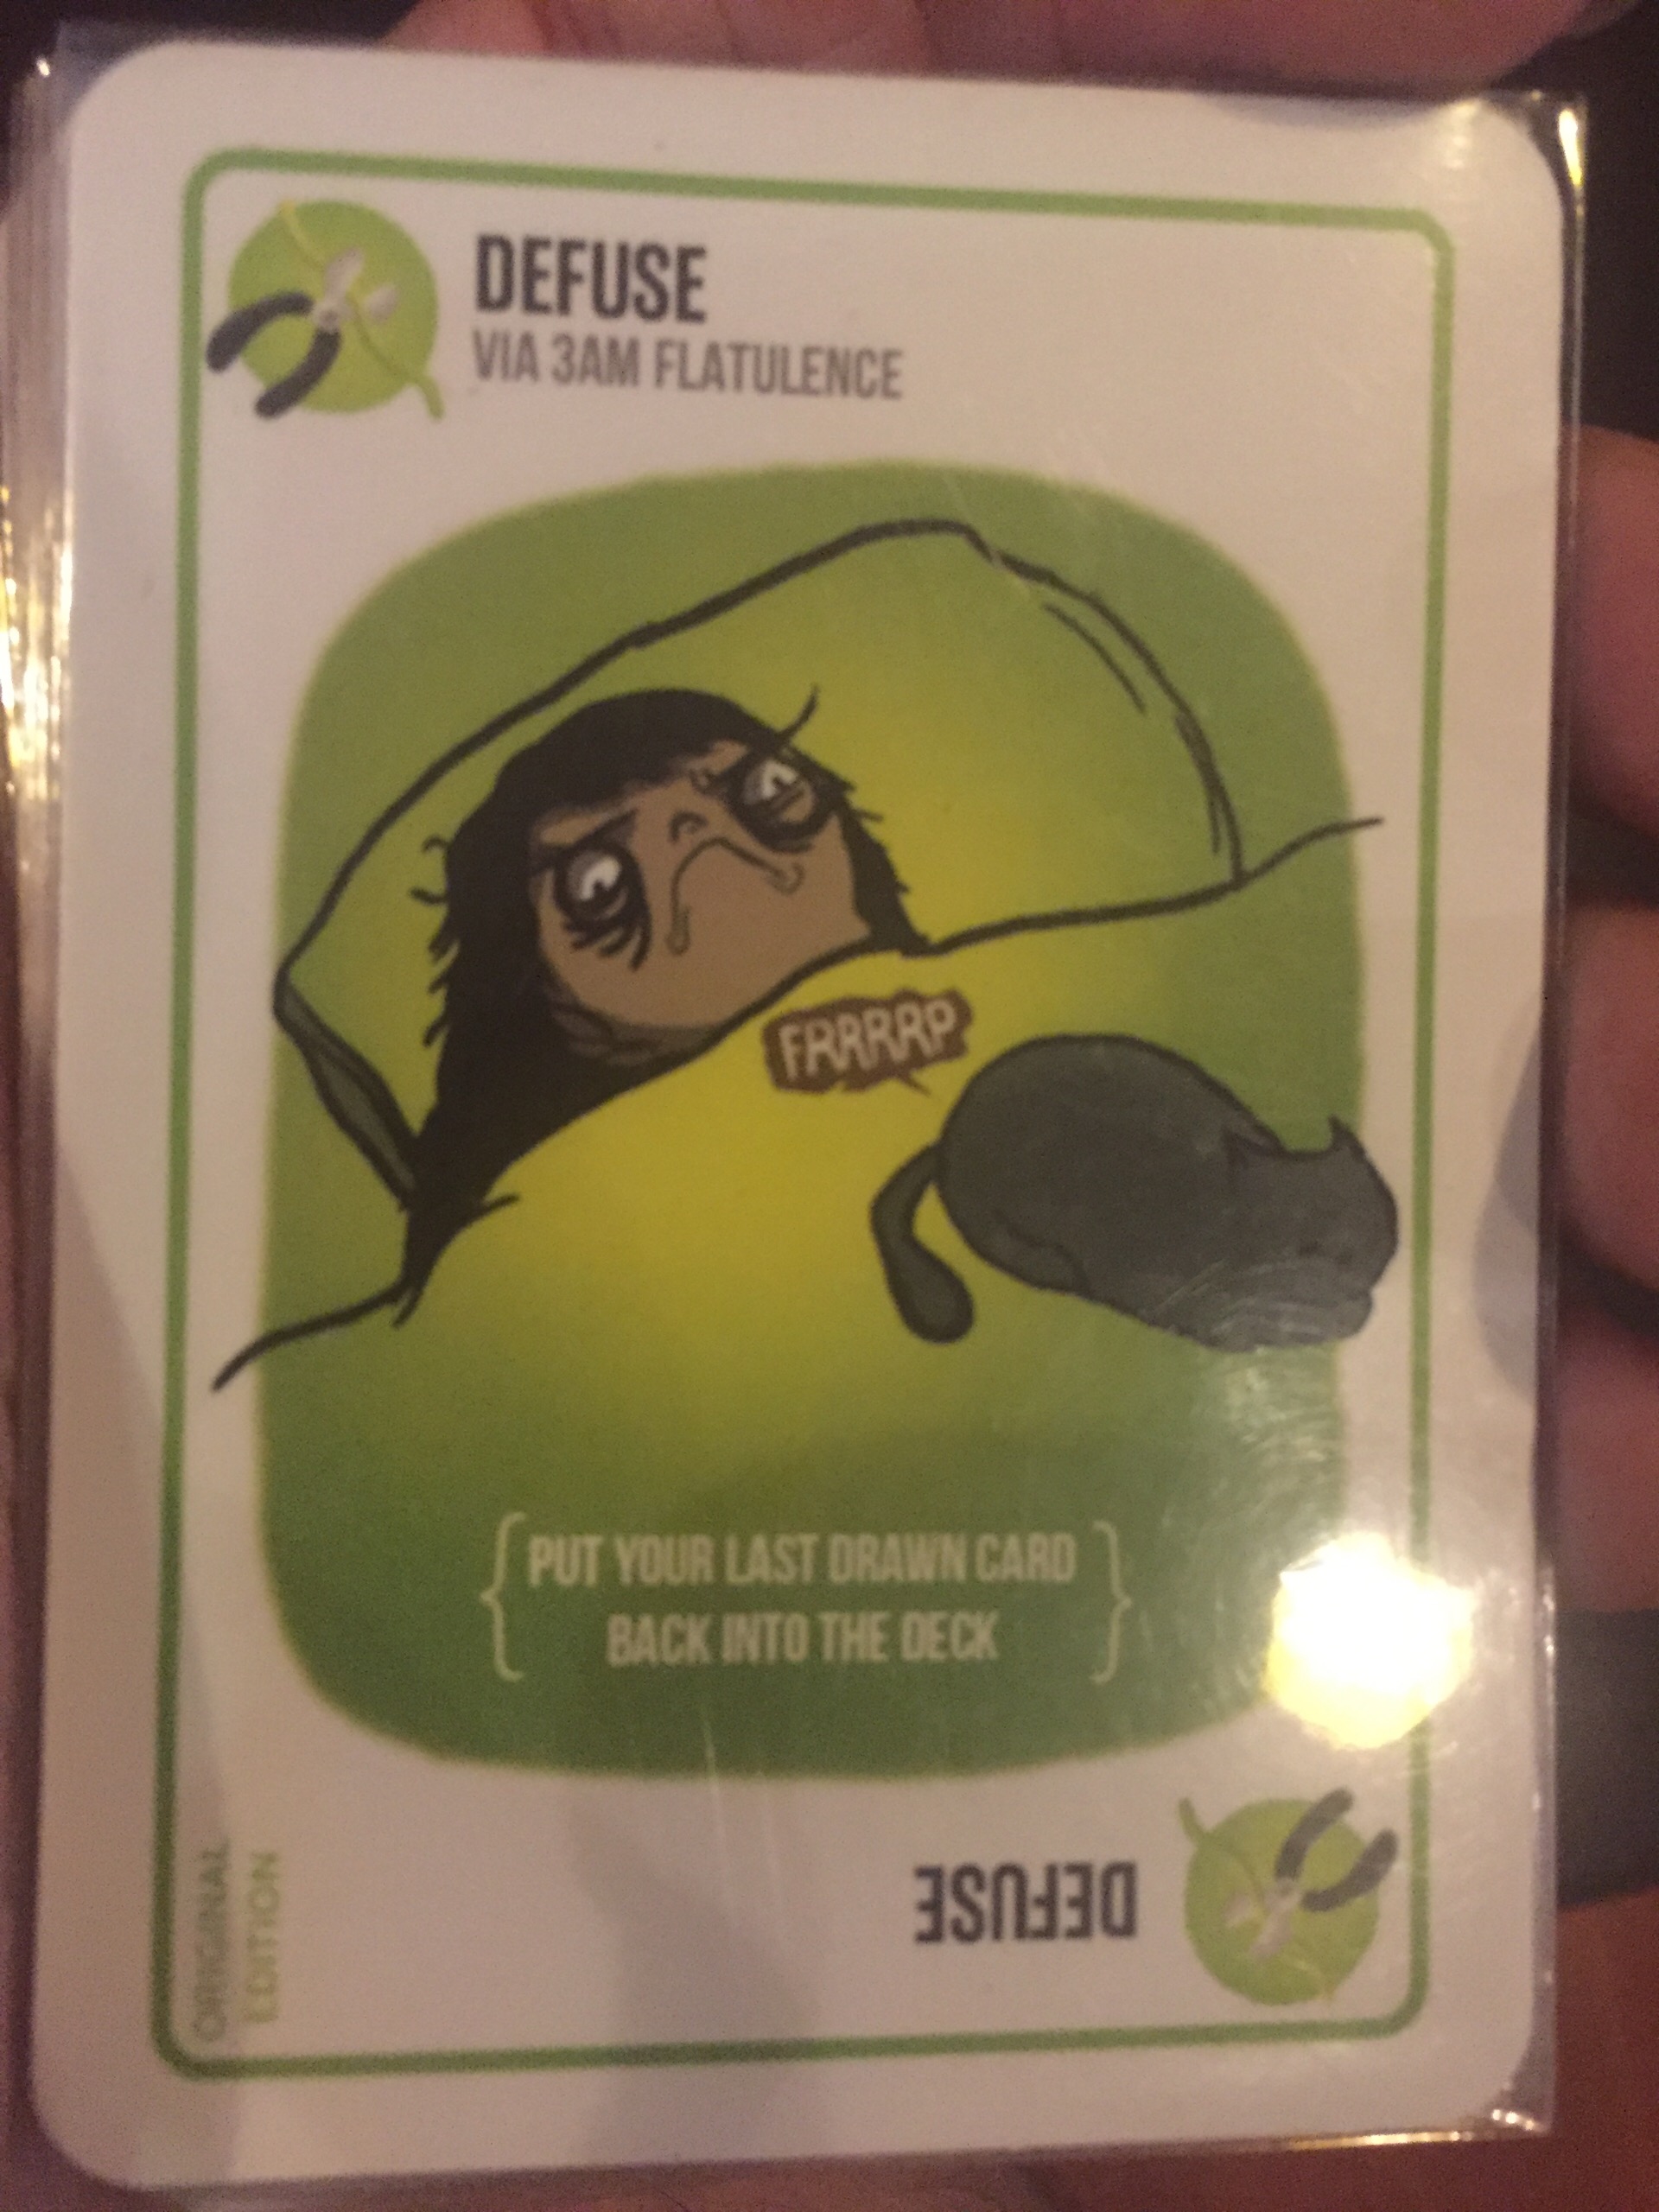 DEFUSE
VIA 3AM FLATULENCE
FRRRRP
PUT YOUR LAST DRAWN CARD
BACK INTO THE DECK
DEFUSE
ORIGINAL
EDITION